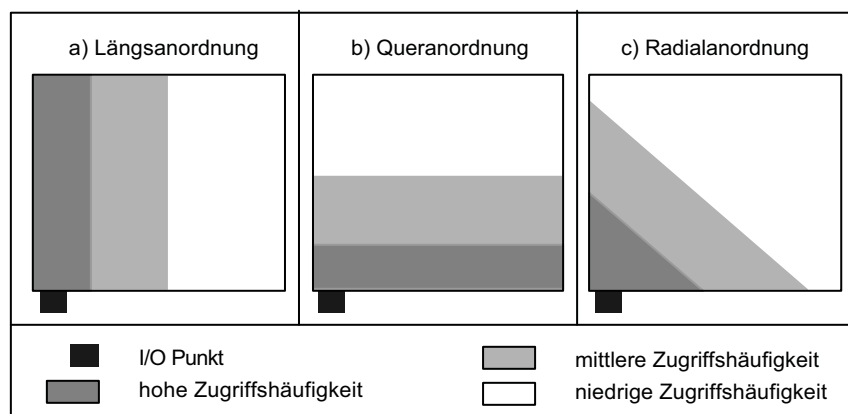 a) Längsanordnung
b) Queranordnung
c) Radialanordnung
I/O Punkt
mittlere Zugriffshäufigkeit
hohe Zugriffshäufigkeit
niedrige Zugriffshäufigkeit